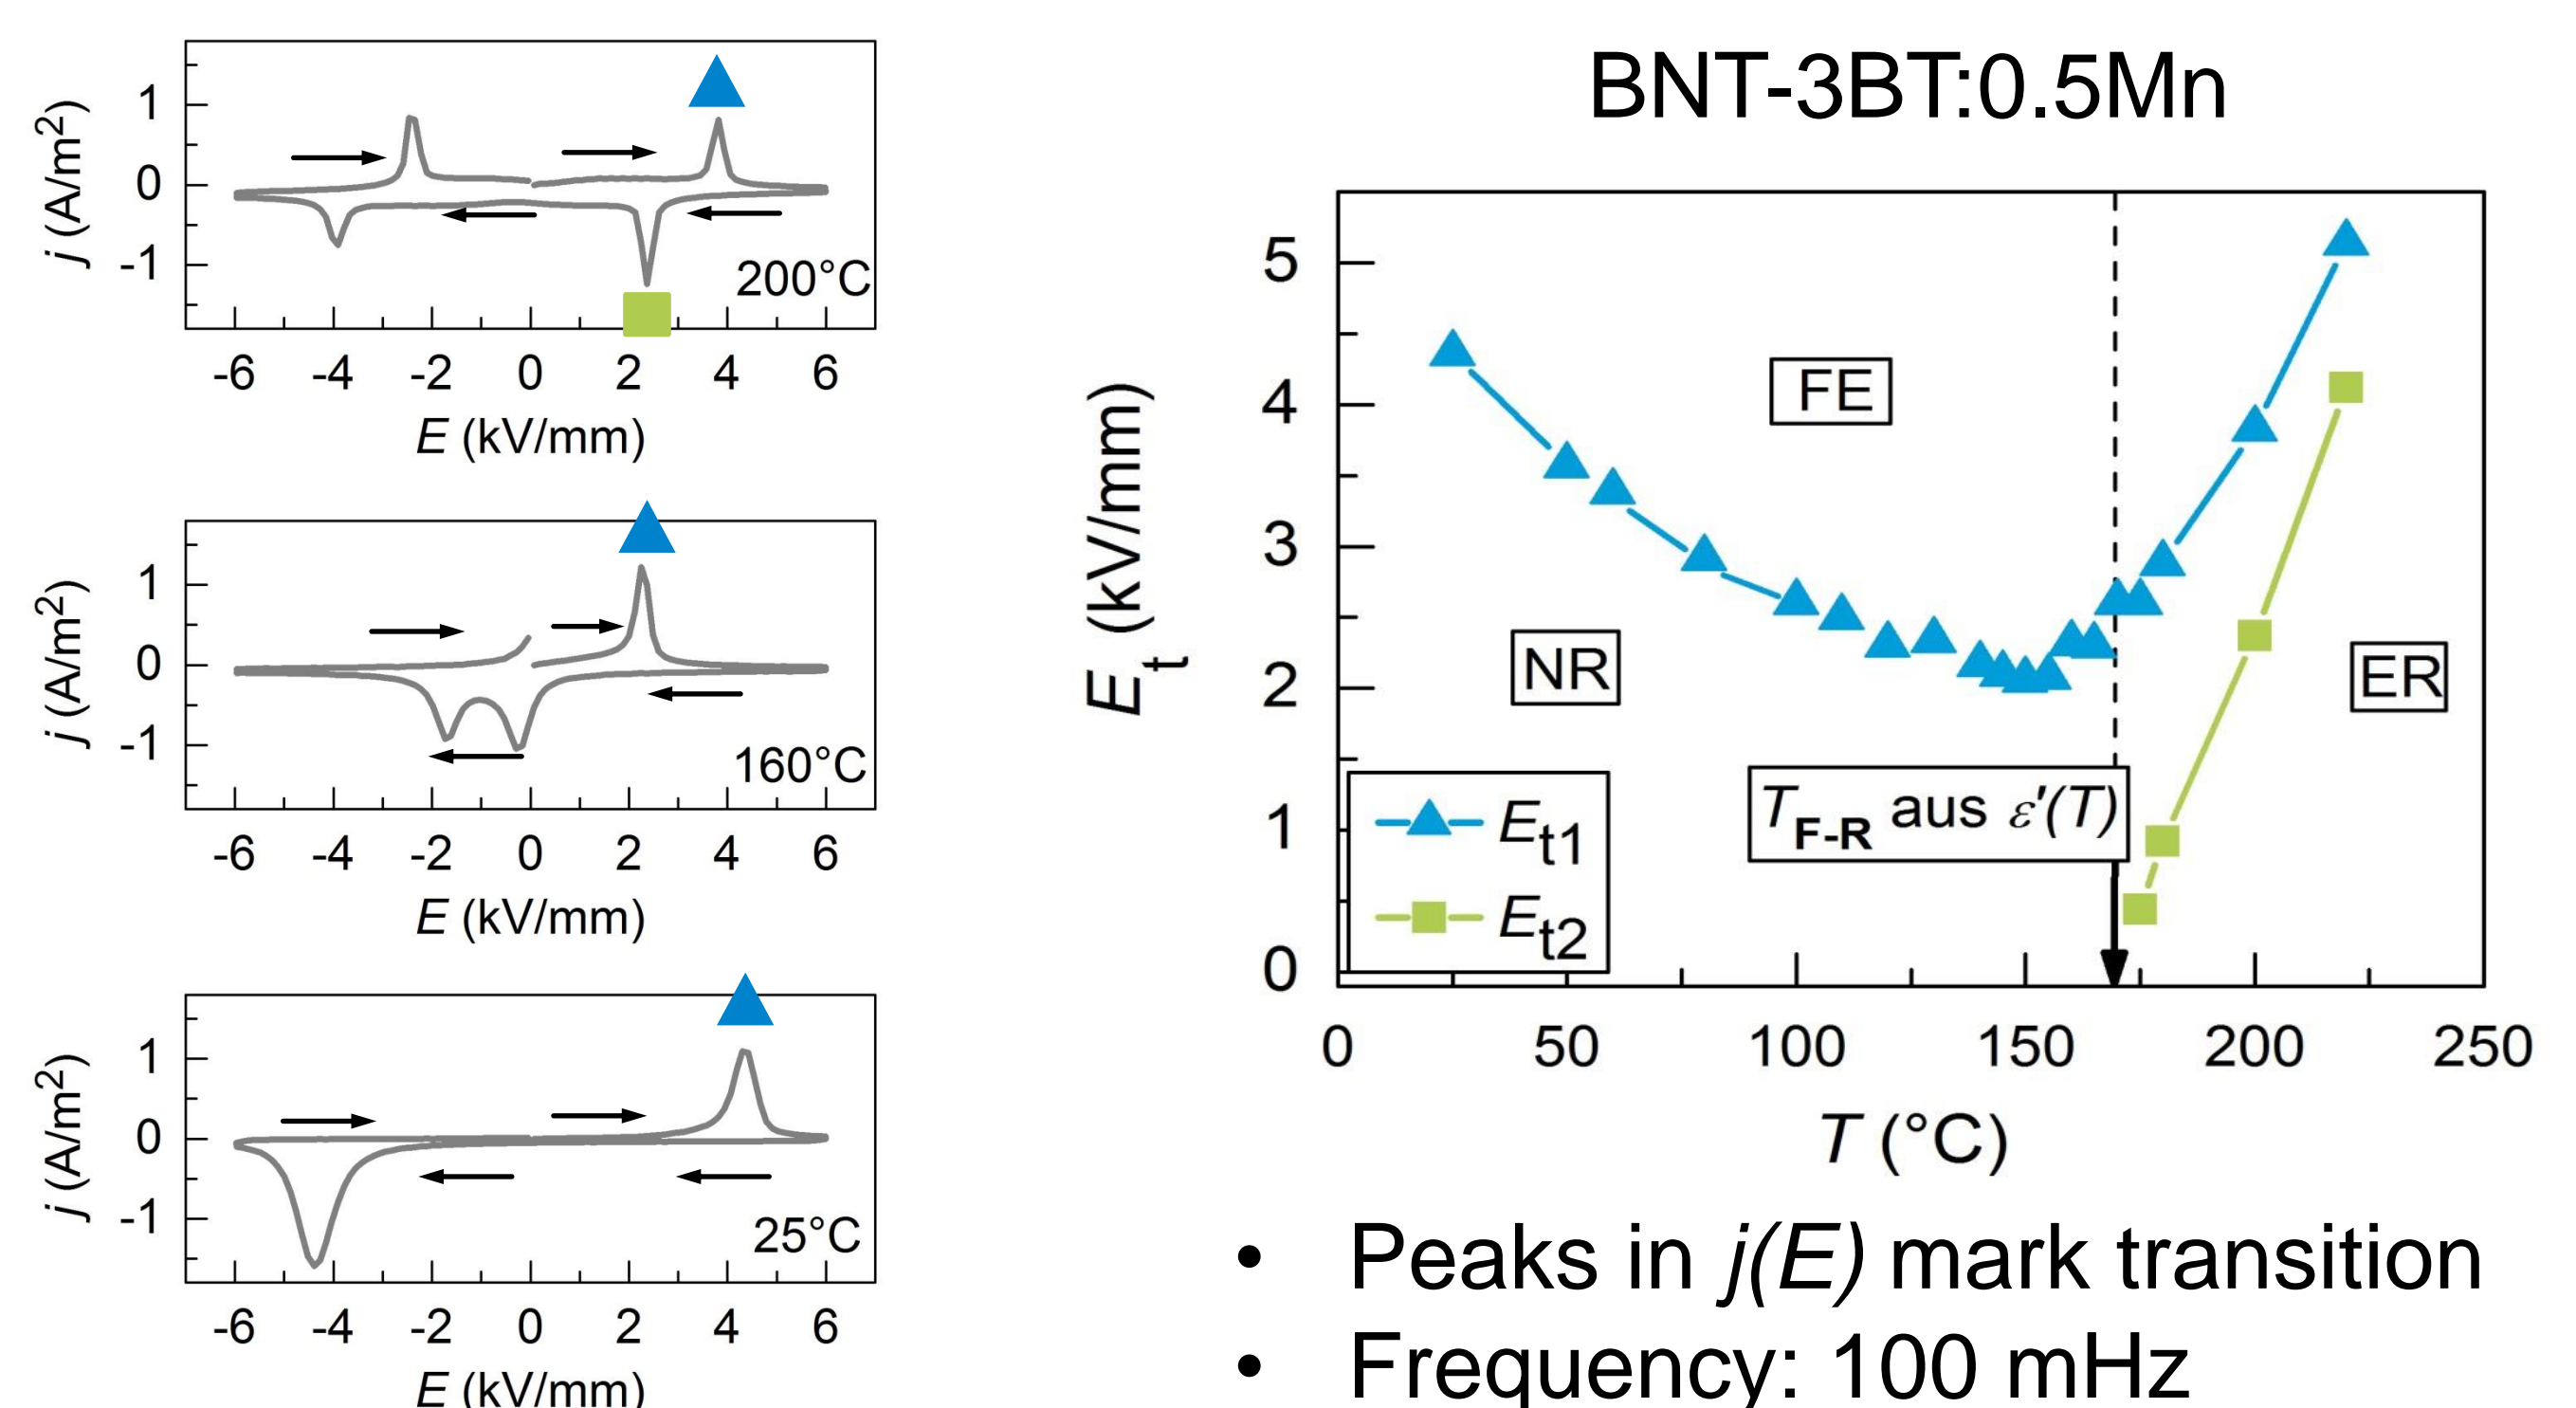 BNT-3BT:0.5Mn
j (A/m²)
1
0
-1
200°C
-6 -4 -2 0 2 4 6
E (kV/mm)
j (A/m²)
1
0
-1
160°C
-6 -4 -2 0 2 4 6
E (kV/mm)
j (A/m²)
1
0
-1
25°C
-6 -4 -2 0 2 4 6
E (kV/mm)
Et (kV/mm)
5
4
3
2
1
0
FE
NR
ER
TF-R aus ε'(T)
Et1
Et2
0 50 100 150 200 250
T (°C)
• Peaks in j(E) mark transition
• Frequency: 100 mHz